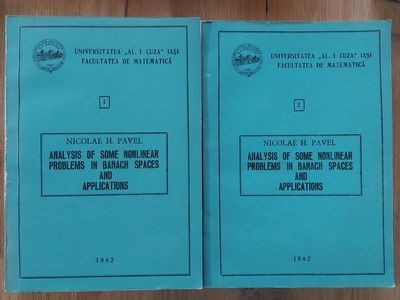 UNIVERSITATEA „AL. I. CUZA" IAȘI
FACULTATEA DE MATEMATICĂ
1
NICOLAE H. PAVEL
ANALYSIS OF SOME NONLINEAR
PROBLEMS IN BANACH SPACES
AND
APPLICATIONS
1982
UNIVERSITATEA „AL. I. CUZA" IAȘI
FACULTATEA DE MATEMATICĂ
2
NICOLAE H. PAVEL
ANALYSIS OF SOME NONLINEAR
PROBLEMS IN BANACH SPACES
AND
APPLICATIONS
1982